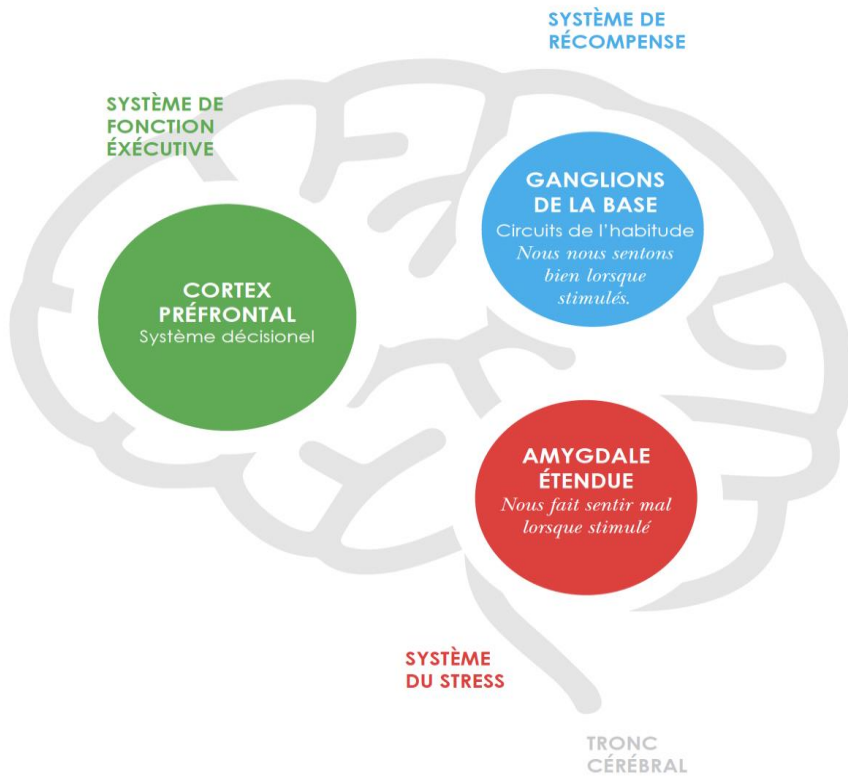 SYSTÈME DE
RÉCOMPENSE
SYSTÈME DE
FONCTION
ÉXÉCUTIVE
GANGLIONS
DE LA BASE
Circuits de l'habitude
Nous nous sentons
bien lorsque
stimulés.
CORTEX
PRÉFRONTAL
Système décisionel
AMYGDALE
ÉTENDUE
Nous fait sentir mal
lorsque stimulé
SYSTÈME
DU STRESS
TRONC
CÉRÉBRAL